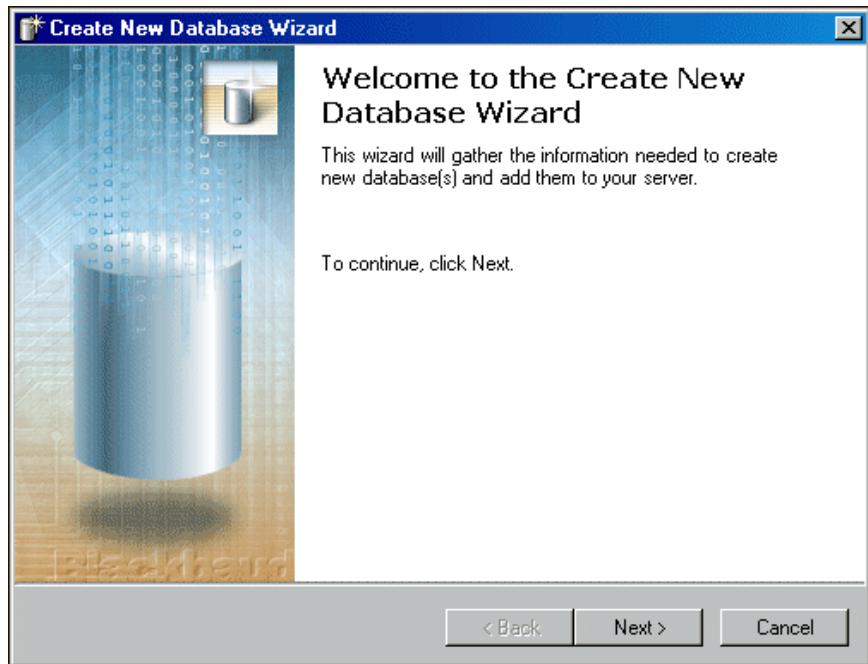 Create New Database Wizard
Welcome to the Create New
Database Wizard
This wizard will gather the information needed to create
new database(s) and add them to your server.
To continue, click Next.
Blackbaud
< Back
Next >
Cancel